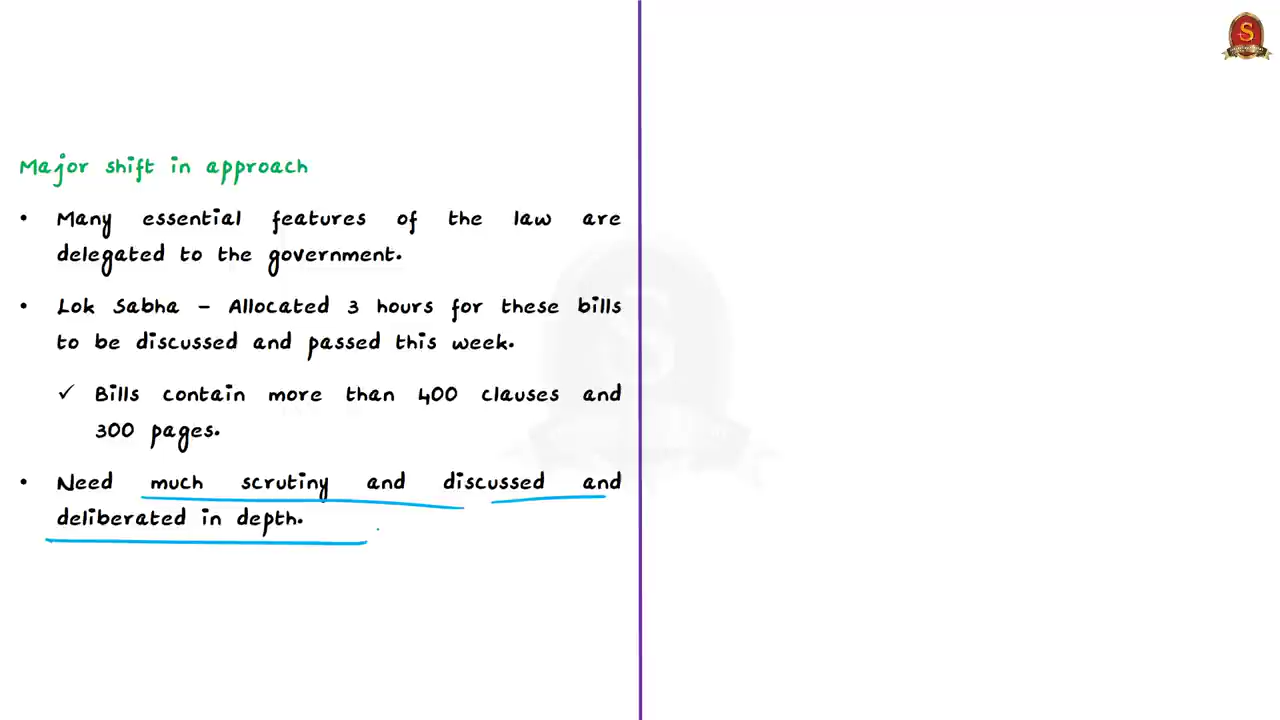 Major shift in approach
• Many essential features of the law are
delegated to the government.
• Lok Sabha – Allocated 3 hours for these bills
to be discussed and passed this week.
✓ Bills contain more than 400 clauses and
300 pages.
• Need much scrutiny and discussed and
deliberated in depth.
S